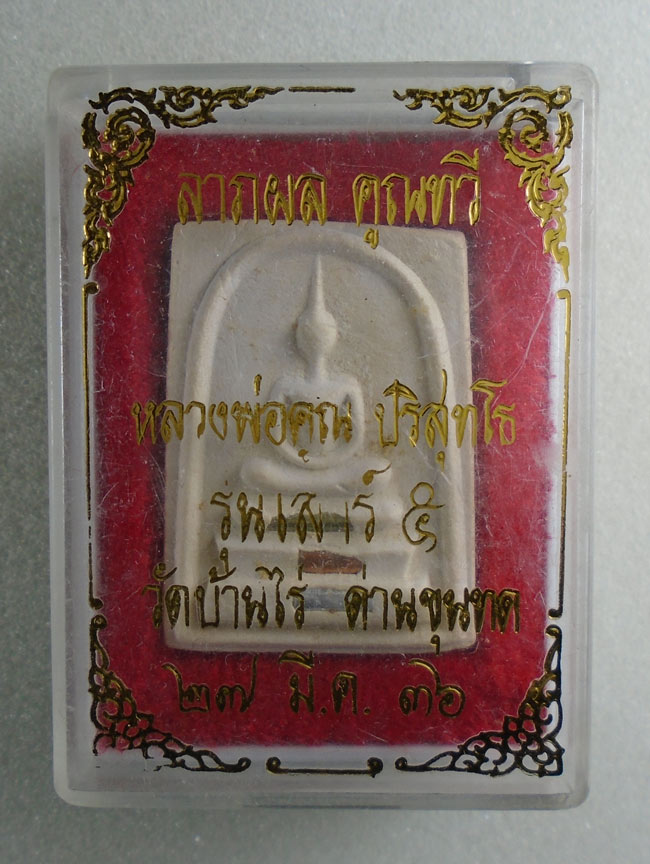 ลาภผล คูณทวี
หลวงพ่อคูณ ปริสุทโธ
รุ่นเสาร์ ๕
วัดบ้านไร่ ด่านขุนทด
๒๗ มี.ค. ๓๖